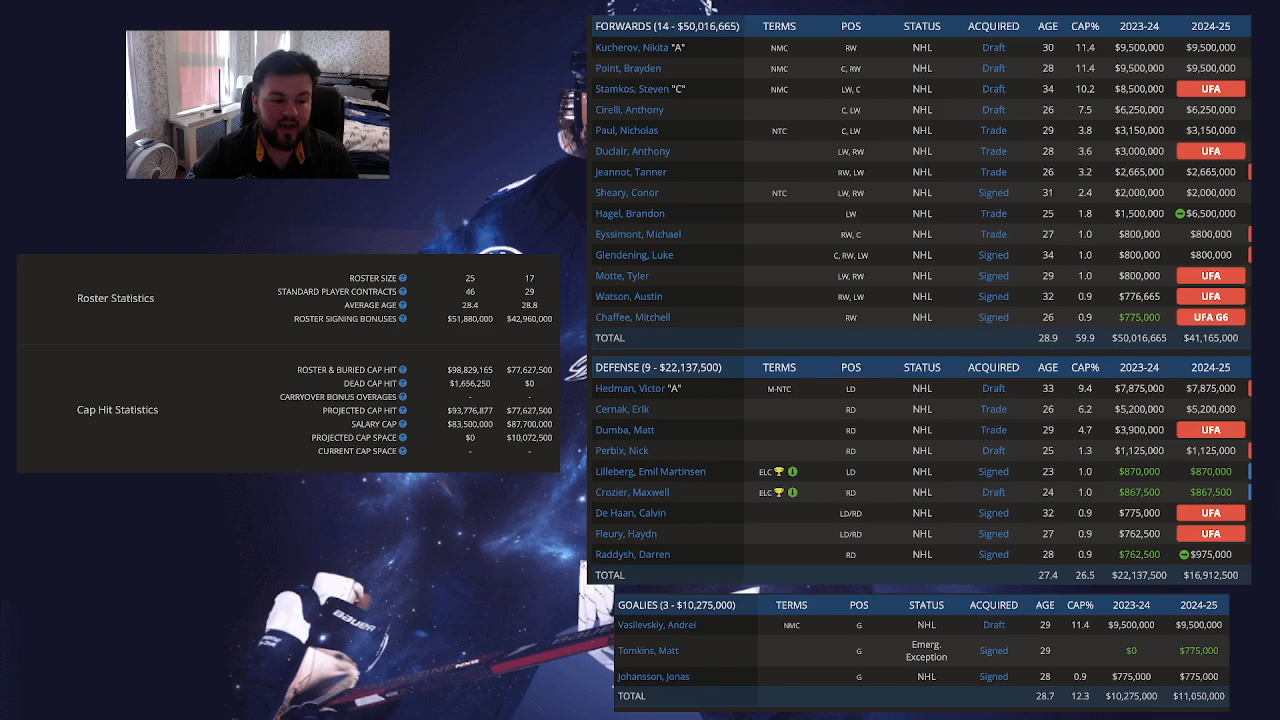 FORWARDS (14 - $50,016,665) TERMS POS STATUS ACQUIRED AGE CAP% 2023-24 2024-25
Kucherov, Nikita "A" NMC RW NHL Draft 30 11.4 $9,500,000 $9,500,000
Point, Brayden NMC C, RW NHL Draft 28 11.4 $9,500,000 $9,500,000
Stamkos, Steven "C" NMC LW, C NHL Draft 34 10.2 $8,500,000 UFA
Cirelli, Anthony C, LW NHL Draft 26 7.5 $6,250,000 $6,250,000
Paul, Nicholas NTC C, LW NHL Trade 29 3.8 $3,150,000 $3,150,000
Duclair, Anthony LW, RW NHL Trade 28 3.6 $3,000,000 UFA
Jeannot, Tanner RW, LW NHL Trade 26 3.2 $2,665,000 $2,665,000
Sheary, Conor NTC LW, RW NHL Signed 31 2.4 $2,000,000 $2,000,000
Hagel, Brandon LW NHL Trade 25 1.8 $1,500,000 $6,500,000
Eyssimont, Michael RW, C NHL Trade 27 1.0 $800,000 $800,000
Glendening, Luke C, RW, LW NHL Signed 34 1.0 $800,000 $800,000
Motte, Tyler LW, RW NHL Signed 29 1.0 $800,000 UFA
Watson, Austin RW, LW NHL Signed 32 0.9 $776,665 UFA
Chaffee, Mitchell RW NHL Signed 26 0.9 $775,000 UFA G6
TOTAL 28.9 59.9 $50,016,665 $41,165,000
DEFENSE (9 - $22,137,500) TERMS POS STATUS ACQUIRED AGE CAP% 2023-24 2024-25
Hedman, Victor "A" M-NTC LD NHL Draft 33 9.4 $7,875,000 $7,875,000
Cernak, Erik RD NHL Trade 26 6.2 $5,200,000 $5,200,000
Dumba, Matt RD NHL Trade 29 4.7 $3,900,000 UFA
Perbix, Nick RD NHL Draft 25 1.3 $1,125,000 $1,125,000
Lilleberg, Emil Martinsen ELC LD NHL Signed 23 1.0 $870,000 $870,000
Crozier, Maxwell ELC RD NHL Draft 24 1.0 $867,500 $867,500
De Haan, Calvin LD/RD NHL Signed 32 0.9 $775,000 UFA
Fleury, Haydn LD/RD NHL Signed 27 0.9 $762,500 UFA
Raddysh, Darren RD NHL Signed 28 0.9 $762,500 $975,000
TOTAL 27.4 26.5 $22,137,500 $16,912,500
GOALIES (3 - $10,275,000) TERMS POS STATUS ACQUIRED AGE CAP% 2023-24 2024-25
Vasilevskiy, Andrei NMC G NHL Draft 29 11.4 $9,500,000 $9,500,000
Tomkins, Matt G Emerg. Exception Signed 29 $0 $775,000
Johansson, Jonas G NHL Signed 28 0.9 $775,000 $775,000
TOTAL 28.7 12.3 $10,275,000 $11,050,000
Roster Statistics
ROSTER SIZE ? 25 17
STANDARD PLAYER CONTRACTS ? 46 29
AVERAGE AGE ? 28.4 28.8
ROSTER SIGNING BONUSES ? $51,880,000 $42,960,000
Cap Hit Statistics
ROSTER & BURIED CAP HIT ? $98,829,165 $77,627,500
DEAD CAP HIT ? $1,656,250 $0
CARRYOVER BONUS OVERAGES ? - -
PROJECTED CAP HIT ? $93,776,877 $77,627,500
SALARY CAP ? $83,500,000 $87,700,000
PROJECTED CAP SPACE ? $0 $10,072,500
CURRENT CAP SPACE ? - -
BAUER
NXG